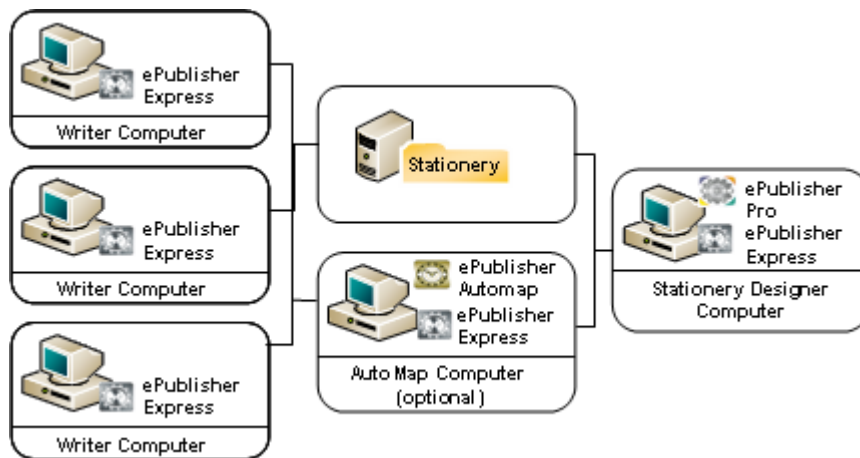 ePublisher
Express
Writer Computer
ePublisher
Express
Writer Computer
ePublisher
Express
Writer Computer
Stationery
ePublisher
Automap
ePublisher
Express
Auto Map Computer
(optional)
ePublisher
Pro
ePublisher
Express
Stationery Designer
Computer